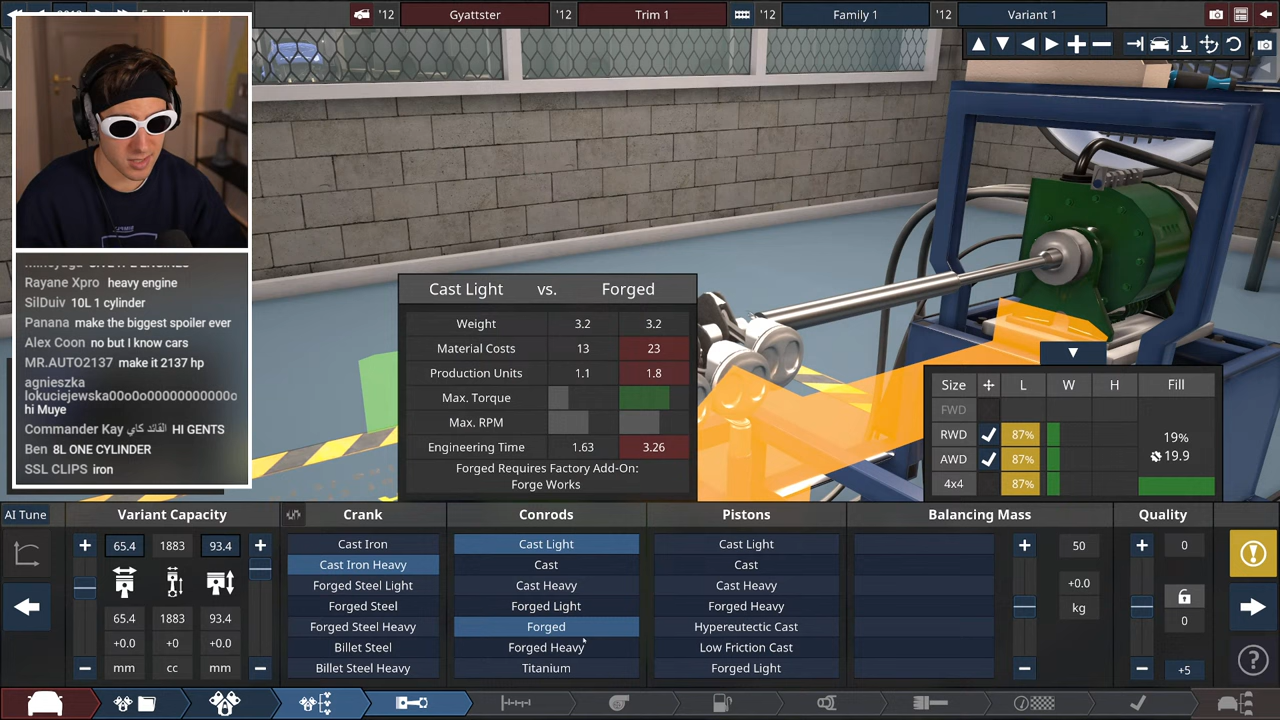 '12
Gyattster
'12
Trim 1
'12
Family 1
'12
Variant 1
Rayane Xpro heavy engine
SilDuiv 10L 1 cylinder
Panana make the biggest spoiler ever
Alex Coon no but I know cars
MR.AUTO2137 make it 2137 hp
agnieszka
lokuciejewska00o0o00000000000c
hi Muye
Commander Kay القائد كاي HI GENTS
Ben 8L ONE CYLINDER
SSL CLIPS iron
Cast Light vs. Forged
Weight 3.2 3.2
Material Costs 13 23
Production Units 1.1 1.8
Max. Torque
Max. RPM
Engineering Time 1.63 3.26
Forged Requires Factory Add-On:
Forge Works
Size L W H Fill
FWD
RWD 87%
AWD 87%
4x4 87%
19%
19.9
AI Tune
Variant Capacity
+ 65.4 1883 93.4 +
65.4 1883 93.4
+0.0 +0 +0.0
- mm cc mm -
Crank
Cast Iron
Cast Iron Heavy
Forged Steel Light
Forged Steel
Forged Steel Heavy
Billet Steel
Billet Steel Heavy
Conrods
Cast Light
Cast
Cast Heavy
Forged Light
Forged
Forged Heavy
Titanium
Pistons
Cast Light
Cast
Cast Heavy
Forged Heavy
Hypereutectic Cast
Low Friction Cast
Forged Light
Balancing Mass
+ 50
+0.0
kg
-
Quality
+ 0
0
- +5